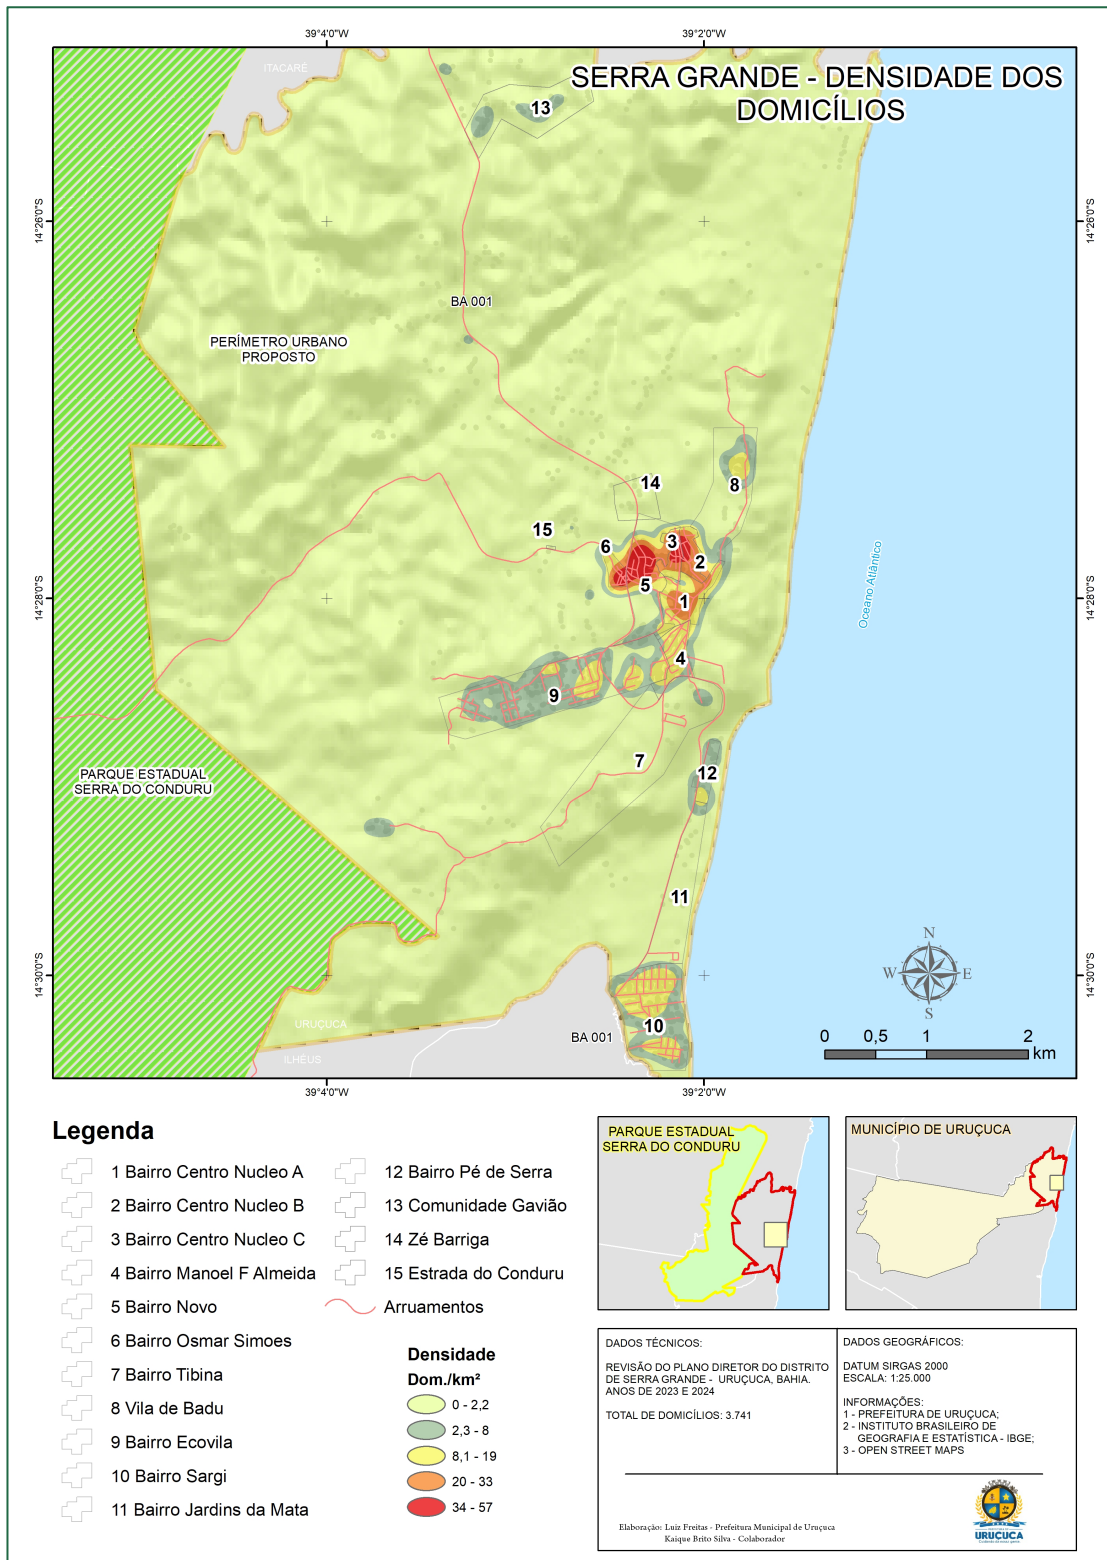 39°4'0"W
39°2'0"W
ITACARÉ
SERRA GRANDE - DENSIDADE DOS
DOMICÍLIOS
13
14°26'0"S
14°26'0"S
BA 001
PERÍMETRO URBANO
PROPOSTO
14
8
15
6
3
2
5
1
Oceano Atlântico
14°28'0"S
14°28'0"S
4
9
7
12
PARQUE ESTADUAL
SERRA DO CONDURU
11
N
W
E
S
14°30'0"S
14°30'0"S
10
URUÇUCA
BA 001
ILHÉUS
0 0,5 1 2
km
39°4'0"W
39°2'0"W
Legenda
1 Bairro Centro Nucleo A
2 Bairro Centro Nucleo B
3 Bairro Centro Nucleo C
4 Bairro Manoel F Almeida
5 Bairro Novo
6 Bairro Osmar Simoes
7 Bairro Tibina
8 Vila de Badu
9 Bairro Ecovila
10 Bairro Sargi
11 Bairro Jardins da Mata
12 Bairro Pé de Serra
13 Comunidade Gavião
14 Zé Barriga
15 Estrada do Conduru
Arruamentos
Densidade
Dom./km²
0 - 2,2
2,3 - 8
8,1 - 19
20 - 33
34 - 57
PARQUE ESTADUAL
SERRA DO CONDURU
MUNICÍPIO DE URUÇUCA
DADOS TÉCNICOS:
REVISÃO DO PLANO DIRETOR DO DISTRITO
DE SERRA GRANDE - URUÇUCA, BAHIA.
ANOS DE 2023 E 2024
TOTAL DE DOMICÍLIOS: 3.741
DADOS GEOGRÁFICOS:
DATUM SIRGAS 2000
ESCALA: 1:25.000
INFORMAÇÕES:
1 - PREFEITURA DE URUÇUCA;
2 - INSTITUTO BRASILEIRO DE
GEOGRAFIA E ESTATÍSTICA - IBGE;
3 - OPEN STREET MAPS
Elaboração: Luiz Freitas - Prefeitura Municipal de Uruçuca
Kaique Brito Silva - Colaborador
URUÇUCA